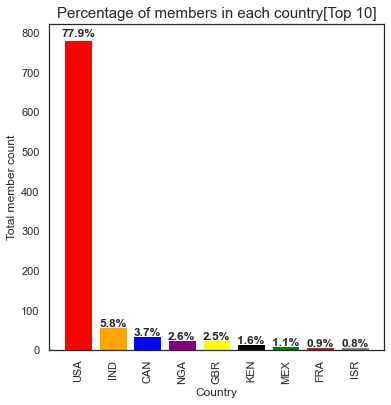 Percentage of members in each country[Top 10]
800
700
600
500
400
300
200
100
0
Total member count
77.9%
5.8%
3.7%
2.6%
2.5%
1.6%
1.1%
0.9%
0.8%
USA
IND
CAN
NGA
GBR
KEN
MEX
FRA
ISR
Country